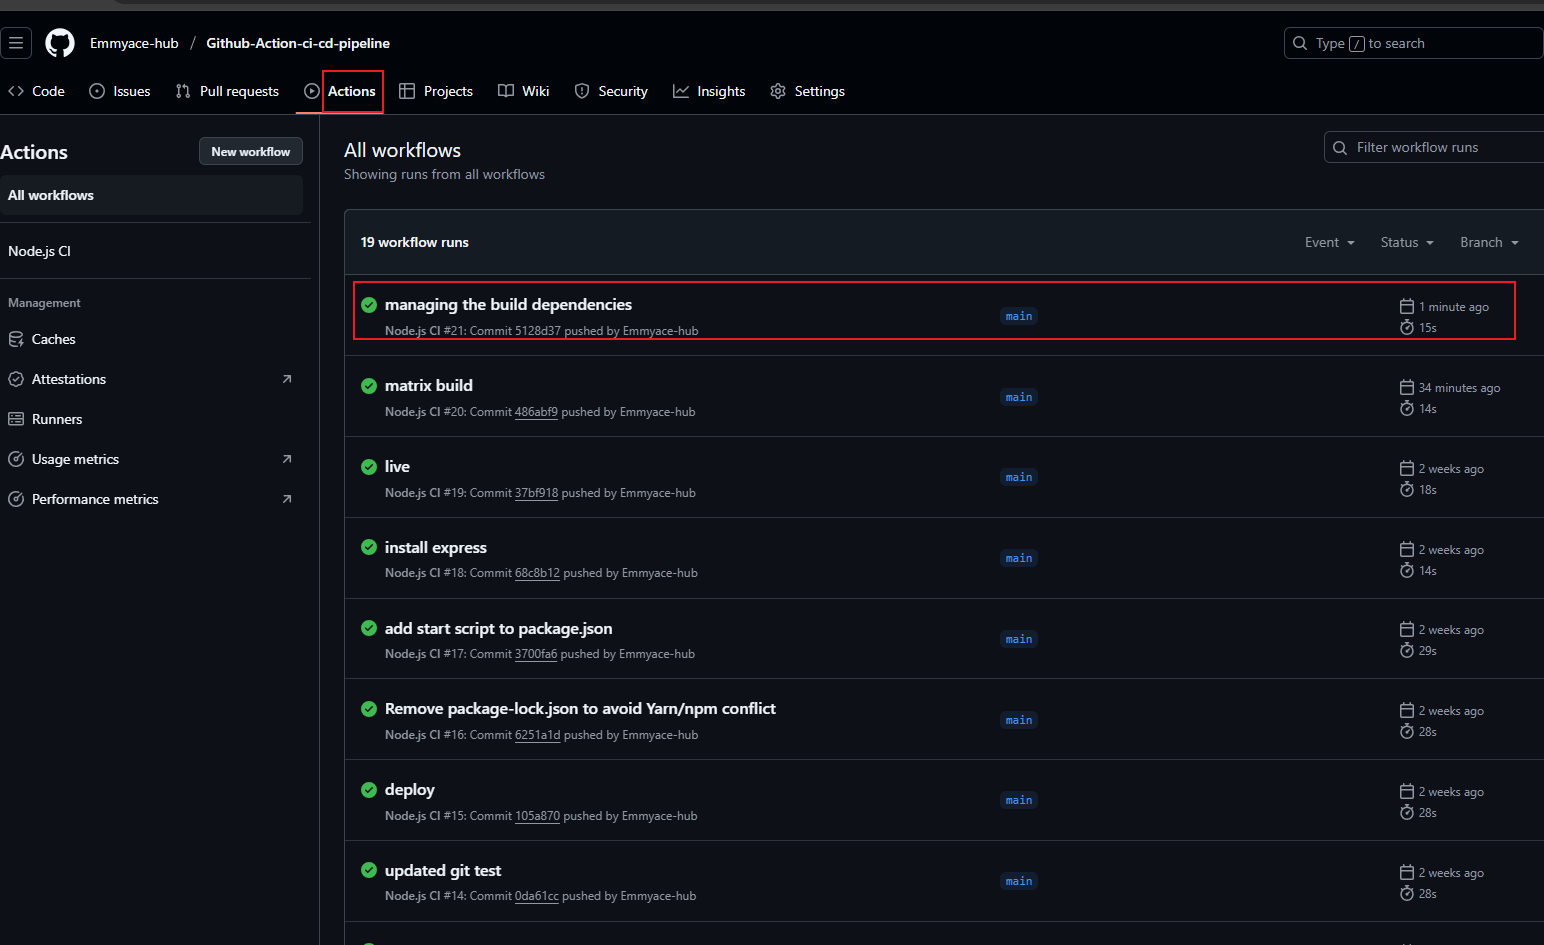 Emmyace-hub / Github-Action-ci-cd-pipeline
Type / to search
Code Issues Pull requests Actions Projects Wiki Security Insights Settings
Actions
New workflow
All workflows
Node.js CI
Management
Caches
Attestations
Runners
Usage metrics
Performance metrics
All workflows
Showing runs from all workflows
Filter workflow runs
19 workflow runs
Event Status Branch
managing the build dependencies
Node.js CI #21: Commit 5128d37 pushed by Emmyace-hub
main
1 minute ago
15s
matrix build
Node.js CI #20: Commit 486abf9 pushed by Emmyace-hub
main
34 minutes ago
14s
live
Node.js CI #19: Commit 37bf918 pushed by Emmyace-hub
main
2 weeks ago
18s
install express
Node.js CI #18: Commit 68c8b12 pushed by Emmyace-hub
main
2 weeks ago
14s
add start script to package.json
Node.js CI #17: Commit 3700fa6 pushed by Emmyace-hub
main
2 weeks ago
29s
Remove package-lock.json to avoid Yarn/npm conflict
Node.js CI #16: Commit 6251a1d pushed by Emmyace-hub
main
2 weeks ago
28s
deploy
Node.js CI #15: Commit 105a870 pushed by Emmyace-hub
main
2 weeks ago
28s
updated git test
Node.js CI #14: Commit 0da61cc pushed by Emmyace-hub
main
2 weeks ago
28s